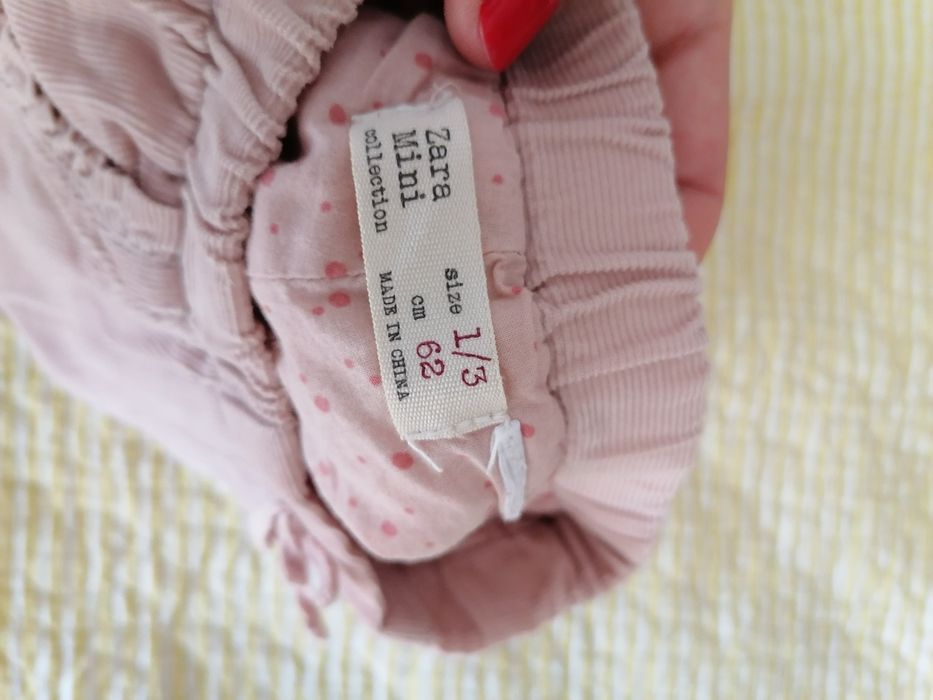 Zara
Mini
collection
size 1/3
cm 62
MADE IN CHINA